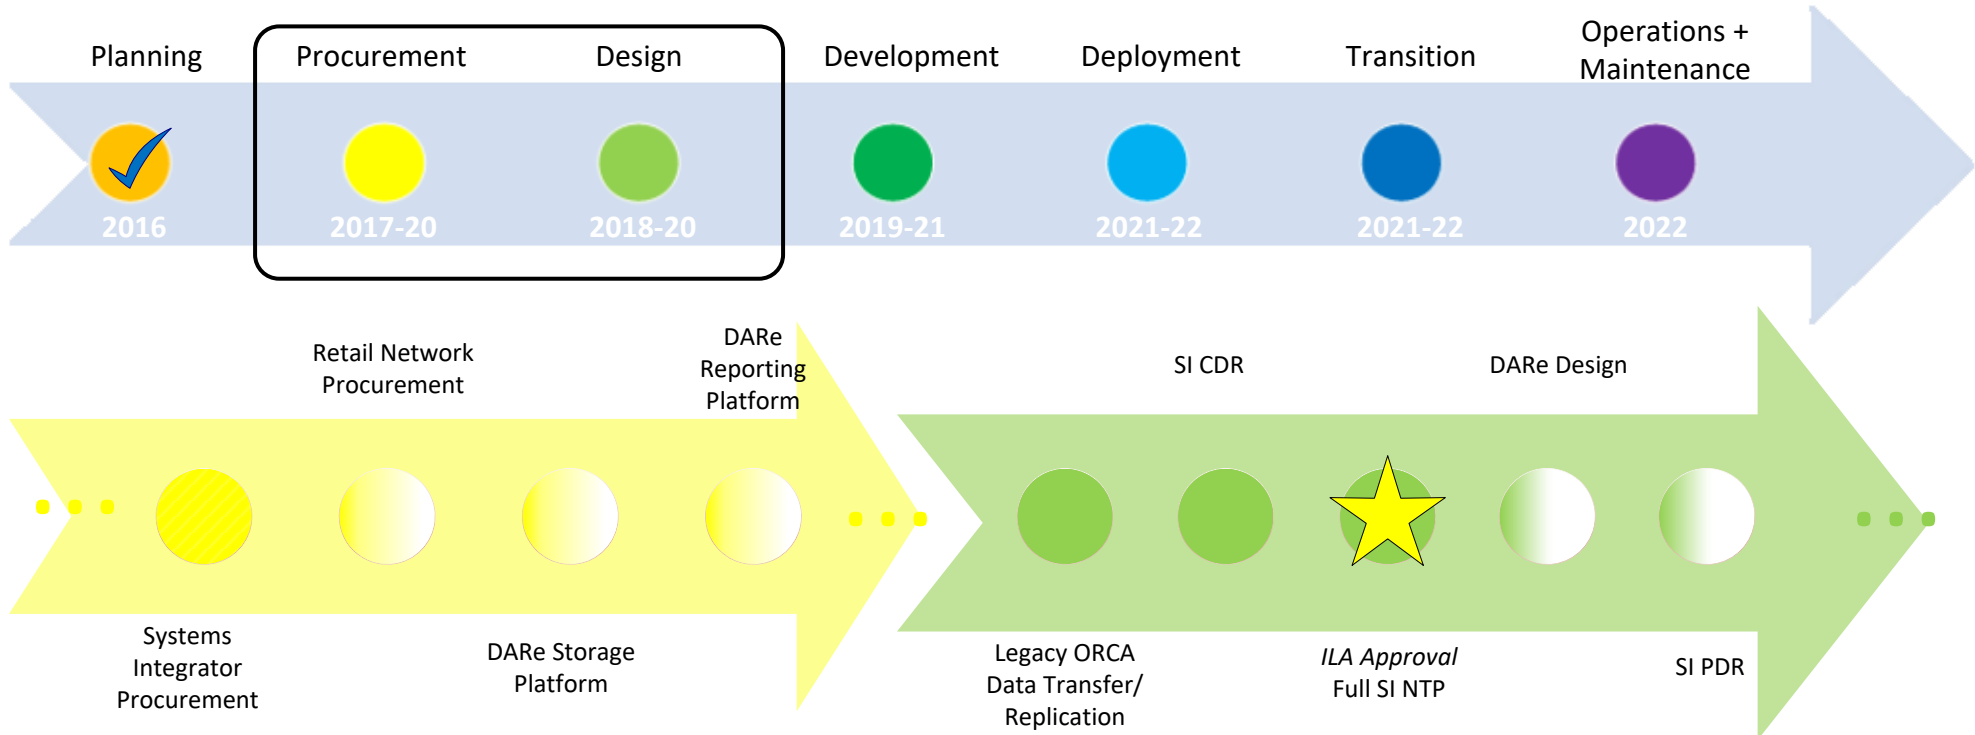 Planning
Procurement
Design
Development
Deployment
Transition
Operations +
Maintenance
2016
2017-20
2018-20
2019-21
2021-22
2021-22
2022
Retail Network
Procurement
DARe
Reporting
Platform
Systems
Integrator
Procurement
DARe Storage
Platform
SI CDR
DARe Design
Legacy ORCA
Data Transfer/
Replication
ILA Approval
Full SI NTP
SI PDR